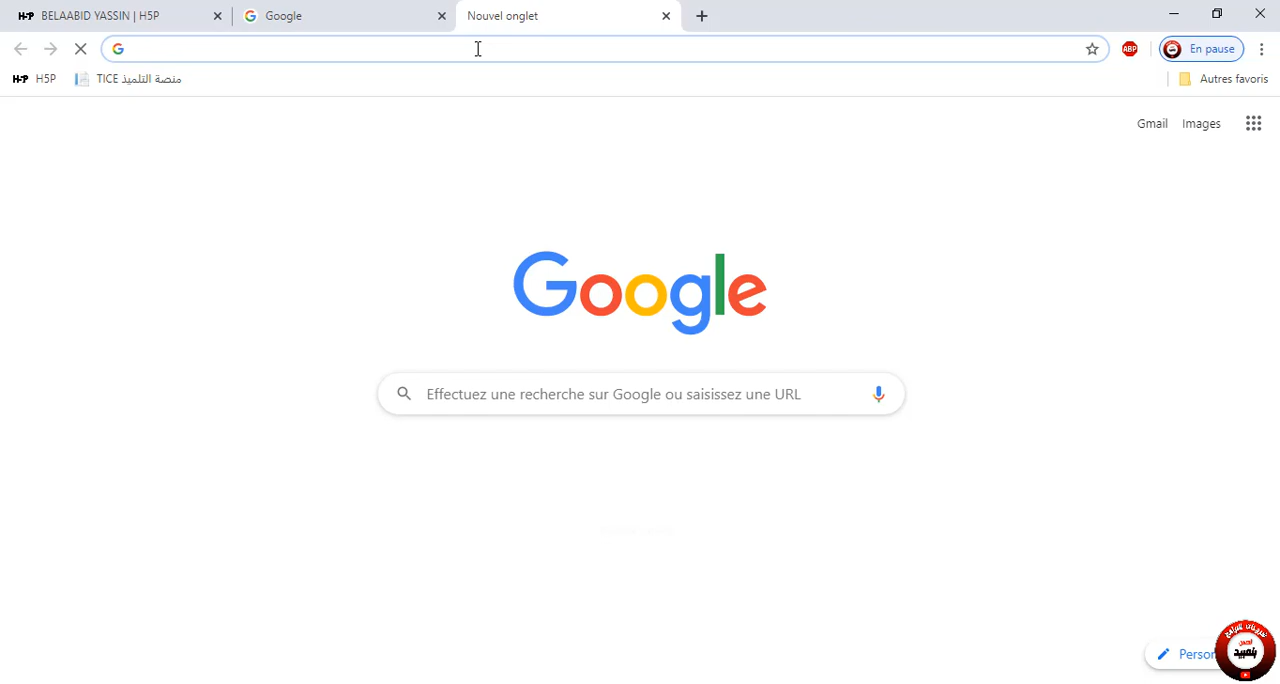 H-P BELAABID YASSIN | H5P
Google
Nouvel onglet
ABP
En pause
H-P H5P
منصة التلميذ TICE
Autres favoris
Gmail
Images
Google
Effectuez une recherche sur Google ou saisissez une URL
Person